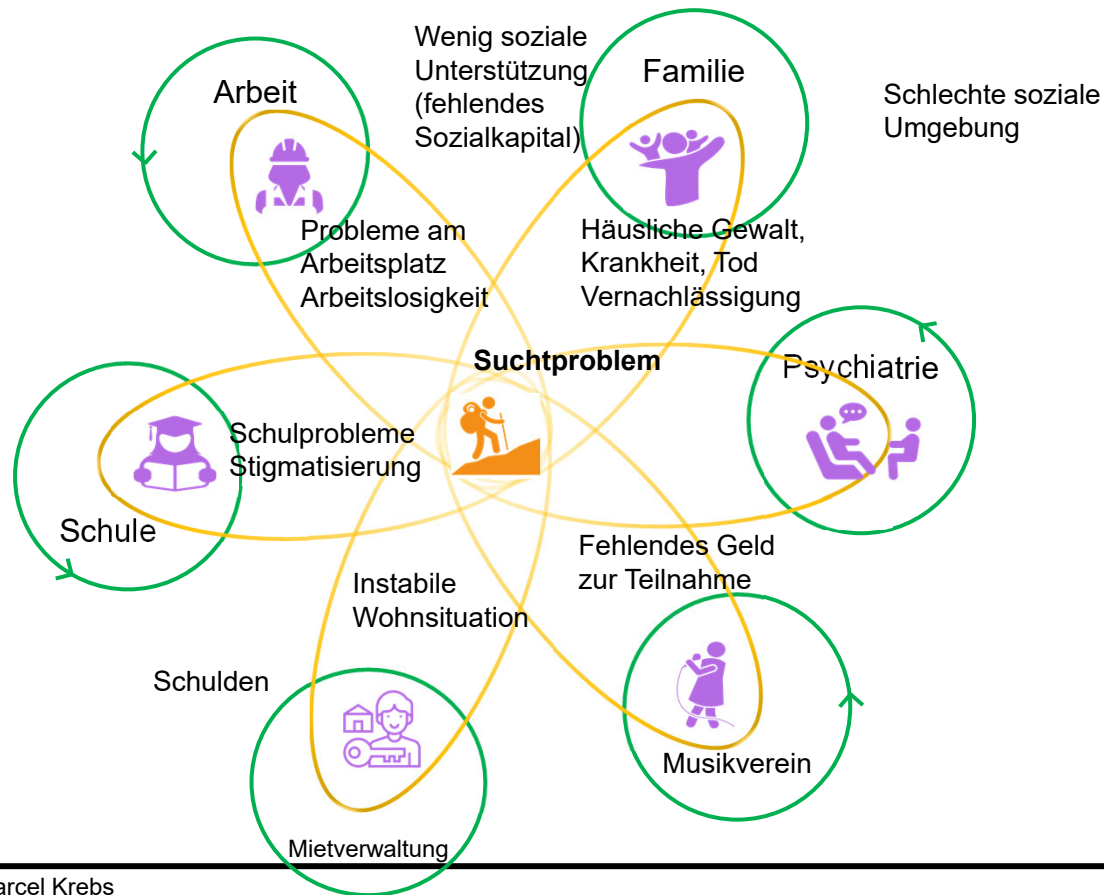 Wenig soziale
Unterstützung
(fehlendes
Sozialkapital)
Arbeit
Familie
Schlechte soziale
Umgebung
Probleme am
Arbeitsplatz
Arbeitslosigkeit
Häusliche Gewalt,
Krankheit, Tod
Vernachlässigung
Suchtproblem
Psychiatrie
Schulprobleme
Stigmatisierung
Schule
Fehlendes Geld
zur Teilnahme
Instabile
Wohnsituation
Schulden
Musikverein
Mietverwaltung
arcel Krebs